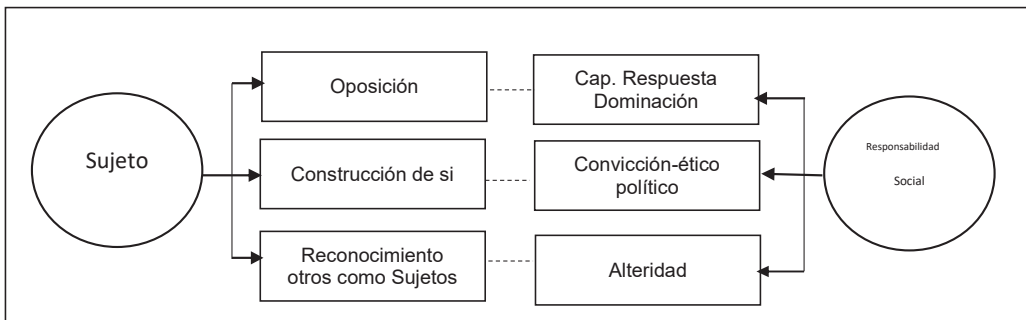 Sujeto
Oposición
Construcción de si
Reconocimiento
otros como Sujetos
Cap. Respuesta
Dominación
Convicción-ético
político
Alteridad
Responsabilidad
Social